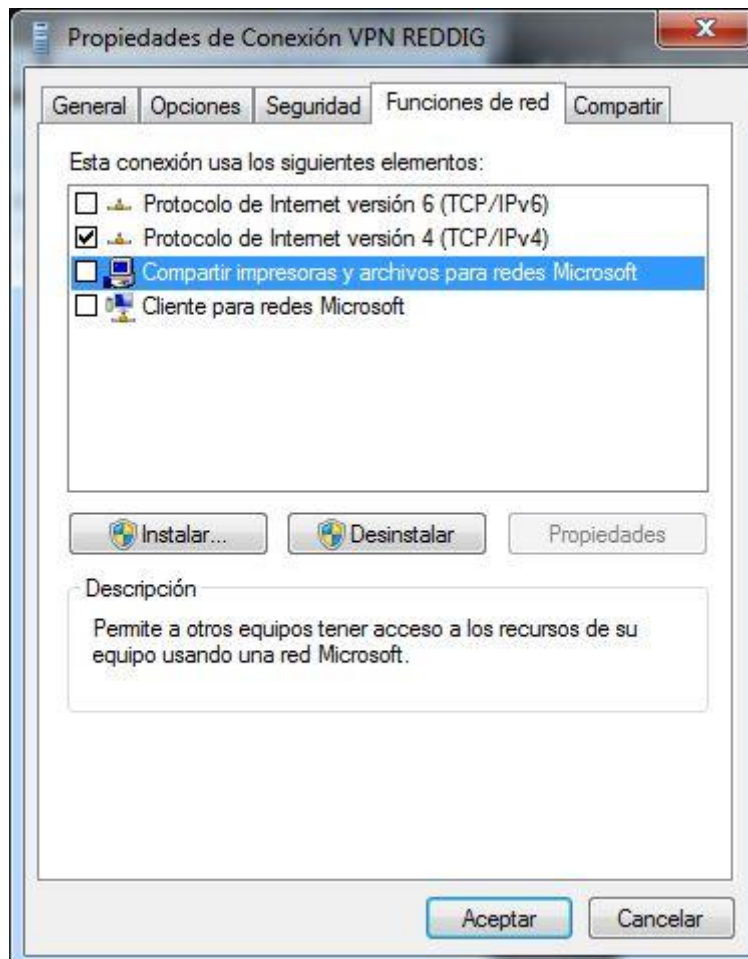 Propiedades de Conexión VPN REDDIG
General Opciones Seguridad Funciones de red Compartir
Esta conexión usa los siguientes elementos:
Protocolo de Internet versión 6 (TCP/IPv6)
Protocolo de Internet versión 4 (TCP/IPv4)
Compartir impresoras y archivos para redes Microsoft
Cliente para redes Microsoft
Instalar... Desinstalar Propiedades
Descripción
Permite a otros equipos tener acceso a los recursos de su
equipo usando una red Microsoft.
Aceptar Cancelar